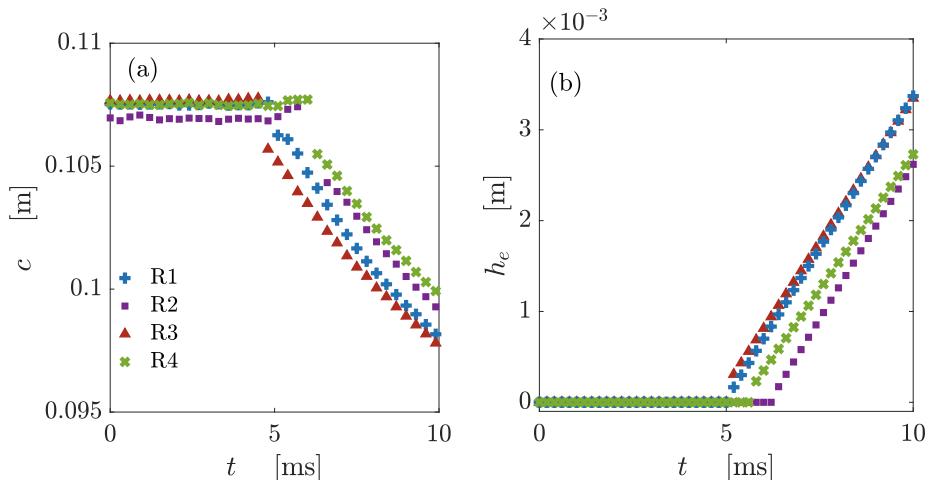 (a)
0.11
0.105
0.1
0.095
c [m]
R1
R2
R3
R4
0 5 10
t [ms]
×10⁻³
(b)
4
3
2
1
0
hₑ [m]
0 5 10
t [ms]